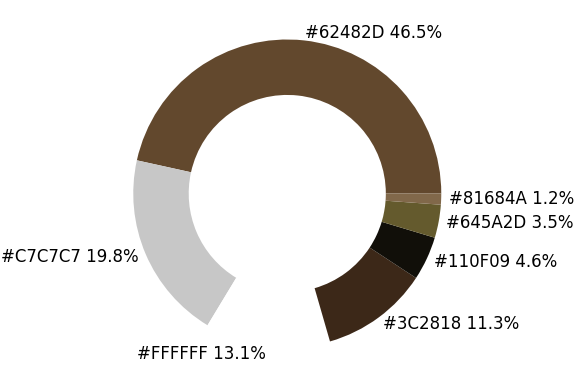 #62482D 46.5%
#81684A 1.2%
#645A2D 3.5%
#C7C7C7 19.8%
#110F09 4.6%
#3C2818 11.3%
#FFFFFF 13.1%